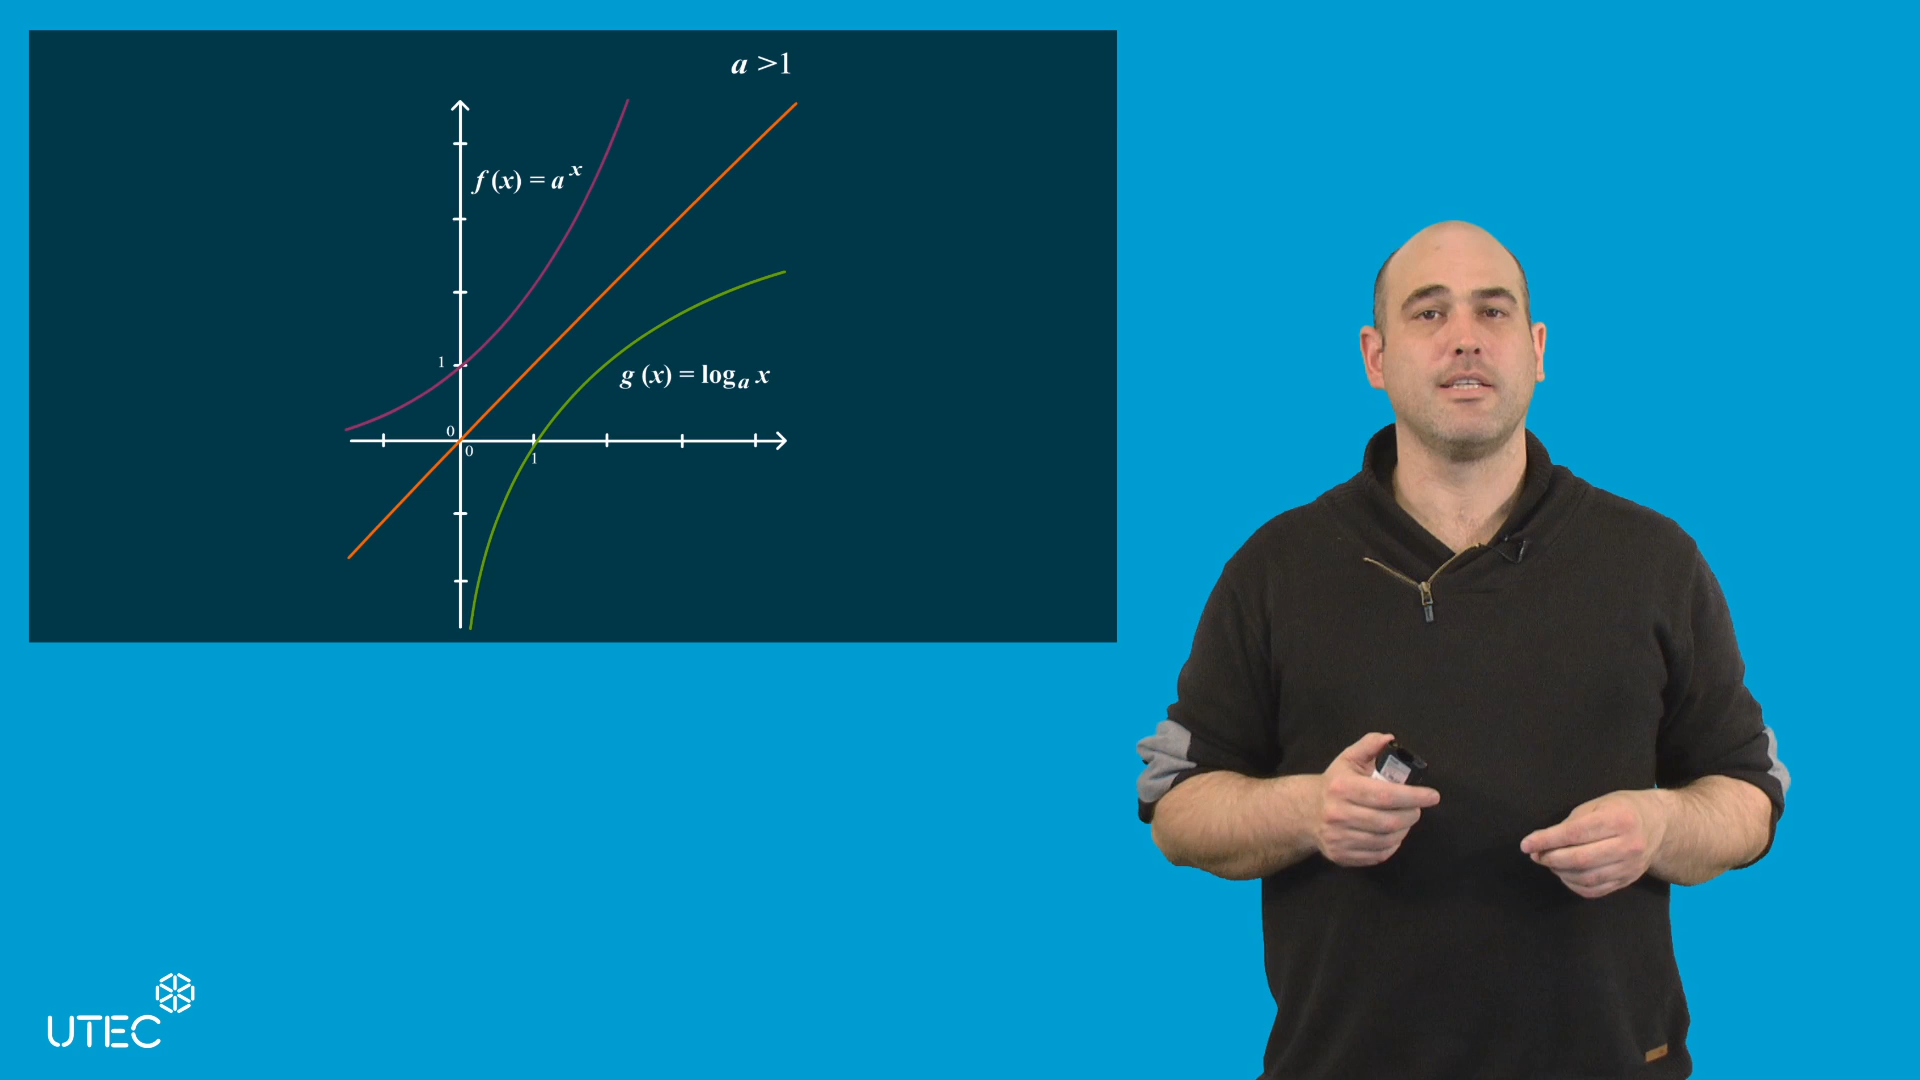 a >1
f (x) = a^x
1
g (x) = log_a x
0
0
1
UTEC